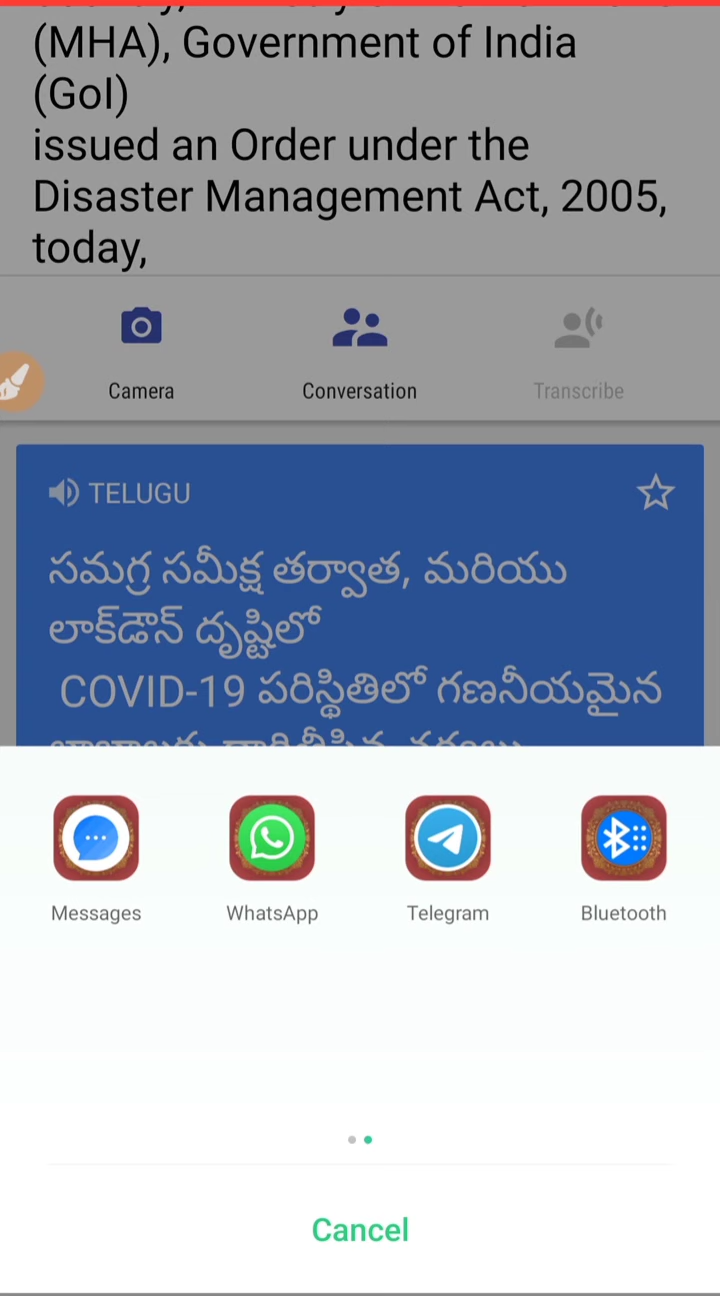 (MHA), Government of India
(GoI)
issued an Order under the
Disaster Management Act, 2005,
today,
Camera
Conversation
Transcribe
TELUGU
సమగ్ర సమీక్ష తర్వాత, మరియు
లాక్‌డౌన్ దృష్టిలో
COVID-19 పరిస్థితిలో గణనీయమైన
Messages
WhatsApp
Telegram
Bluetooth
Cancel